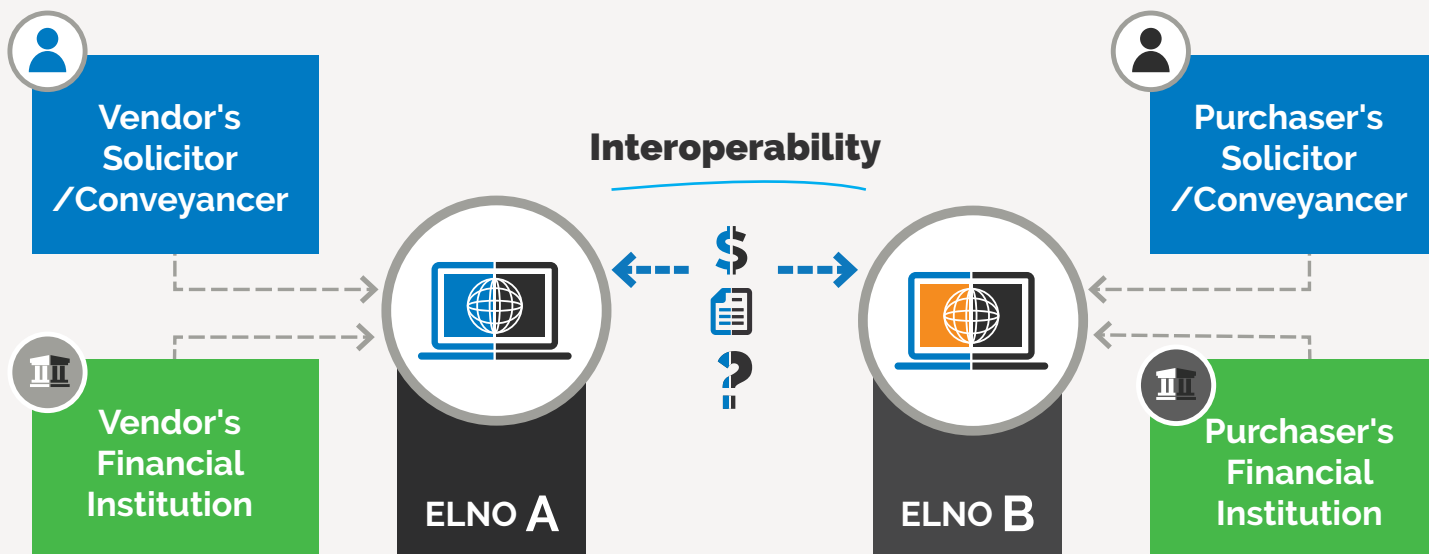 Vendor's
Solicitor
/Conveyancer
Interoperability
Purchaser's
Solicitor
/Conveyancer
$
?
Vendor's
Financial
Institution
ELNO A
ELNO B
Purchaser's
Financial
Institution